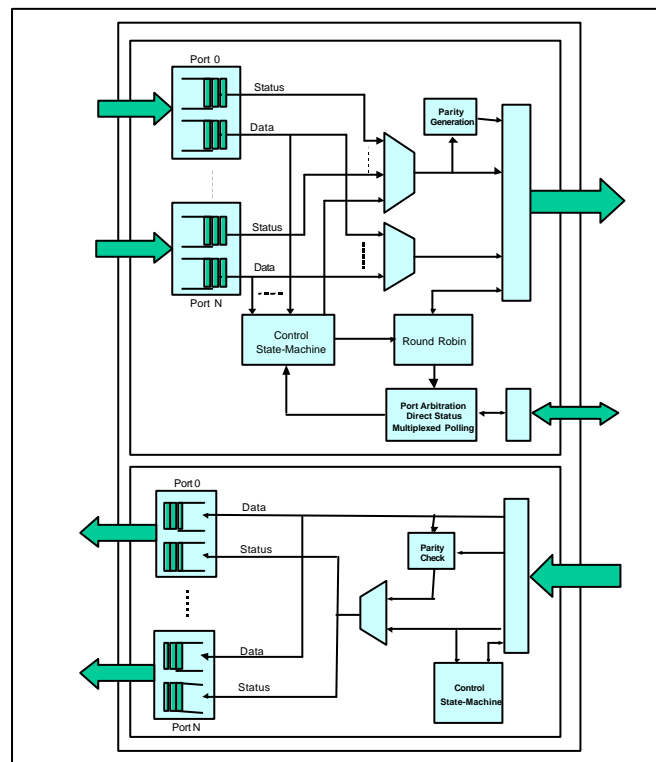 Port 0
Status
Parity
Generation
Data
Status
Data
Port N
Control
State-Machine
Round Robin
Port Arbitration
Direct Status
Multiplexed Polling
Port 0
Data
Parity
Check
Status
Data
Status
Control
State-Machine
Port N